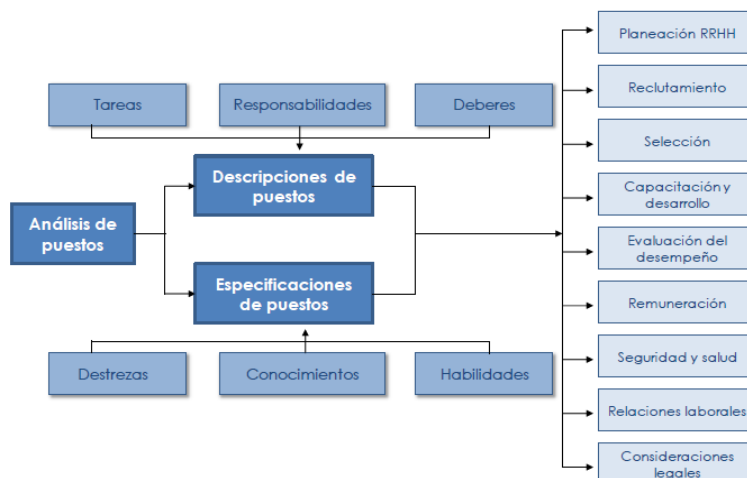 Tareas
Responsabilidades
Deberes
Análisis de
puestos
Descripciones de
puestos
Especificaciones
de puestos
Destrezas
Conocimientos
Habilidades
Planeación RRHH
Reclutamiento
Selección
Capacitación y
desarrollo
Evaluación del
desempeño
Remuneración
Seguridad y salud
Relaciones laborales
Consideraciones
legales